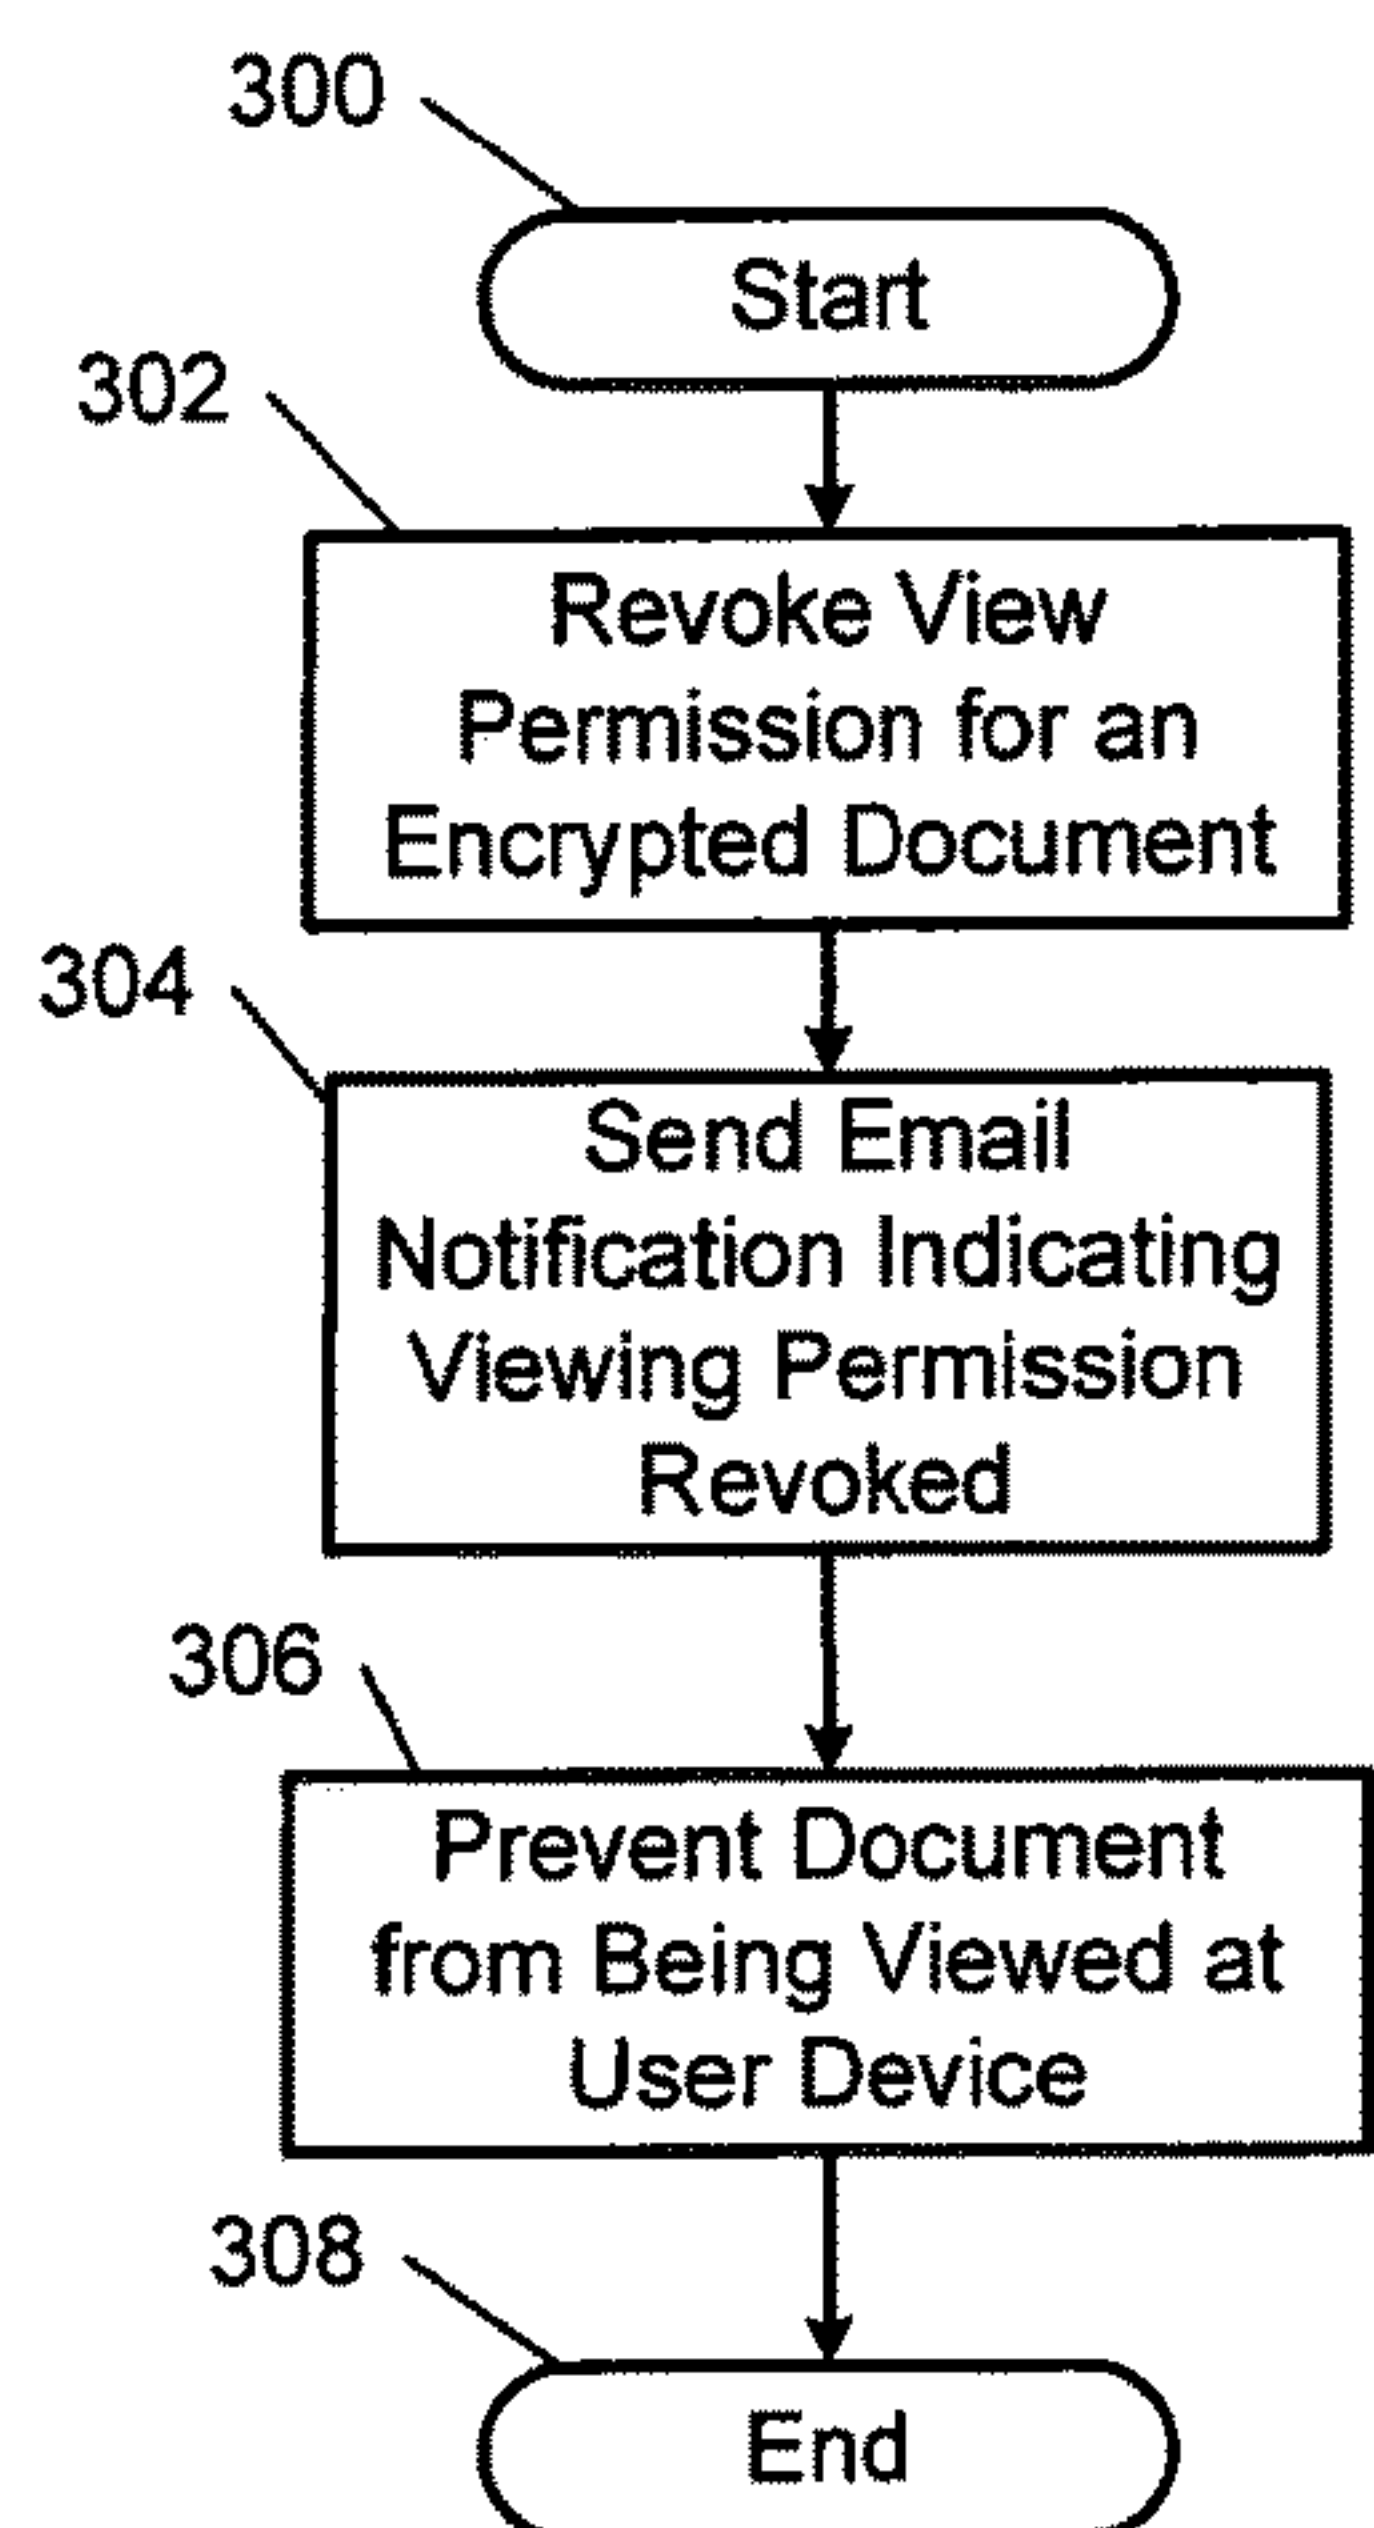 300
Start
302
Revoke View
Permission for an
Encrypted Document
304
Send Email
Notification Indicating
Viewing Permission
Revoked
306
Prevent Document
from Being Viewed at
User Device
308
End